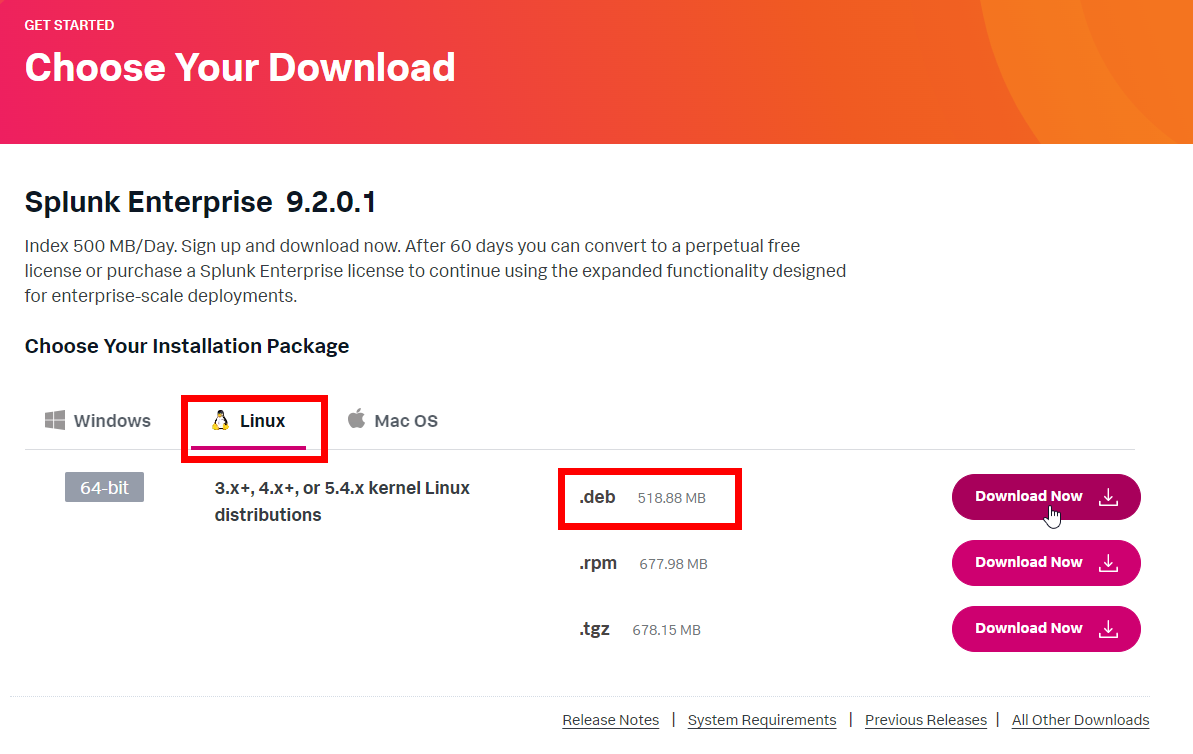 GET STARTED
Choose Your Download
Splunk Enterprise 9.2.0.1
Index 500 MB/Day. Sign up and download now. After 60 days you can convert to a perpetual free
license or purchase a Splunk Enterprise license to continue using the expanded functionality designed
for enterprise-scale deployments.
Choose Your Installation Package
Windows Linux Mac OS
64-bit 3.x+, 4.x+, or 5.4.x kernel Linux .deb 518.88 MB Download Now
distributions
.rpm 677.98 MB Download Now
.tgz 678.15 MB Download Now
Release Notes | System Requirements | Previous Releases | All Other Downloads